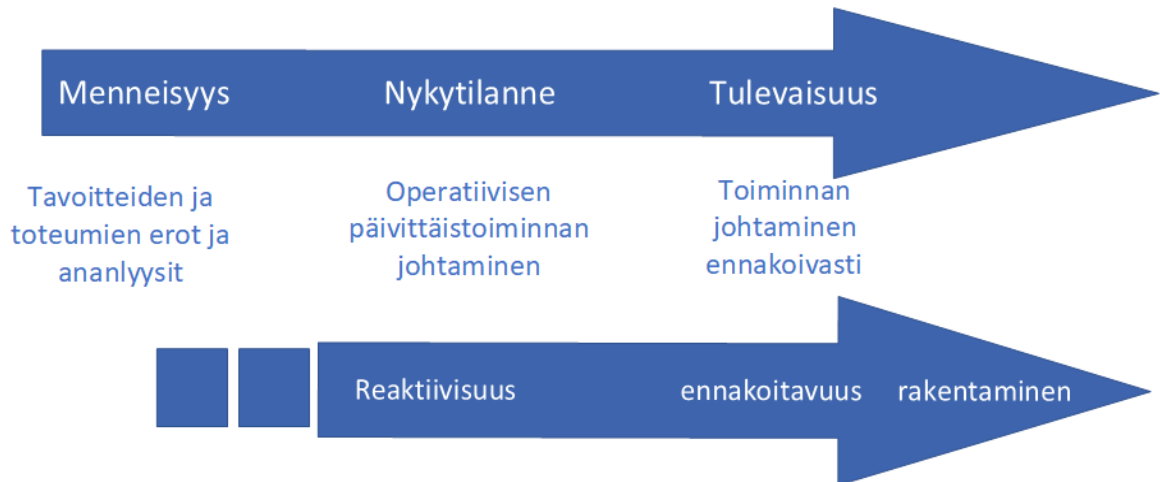 Menneisyys Nykytilanne Tulevaisuus
Tavoitteiden ja
toteumien erot ja
ananlyysit
Operatiivisen
päivittäistoiminnan
johtaminen
Toiminnan
johtaminen
ennakoivasti
Reaktiivisuus ennakoitavuus rakentaminen